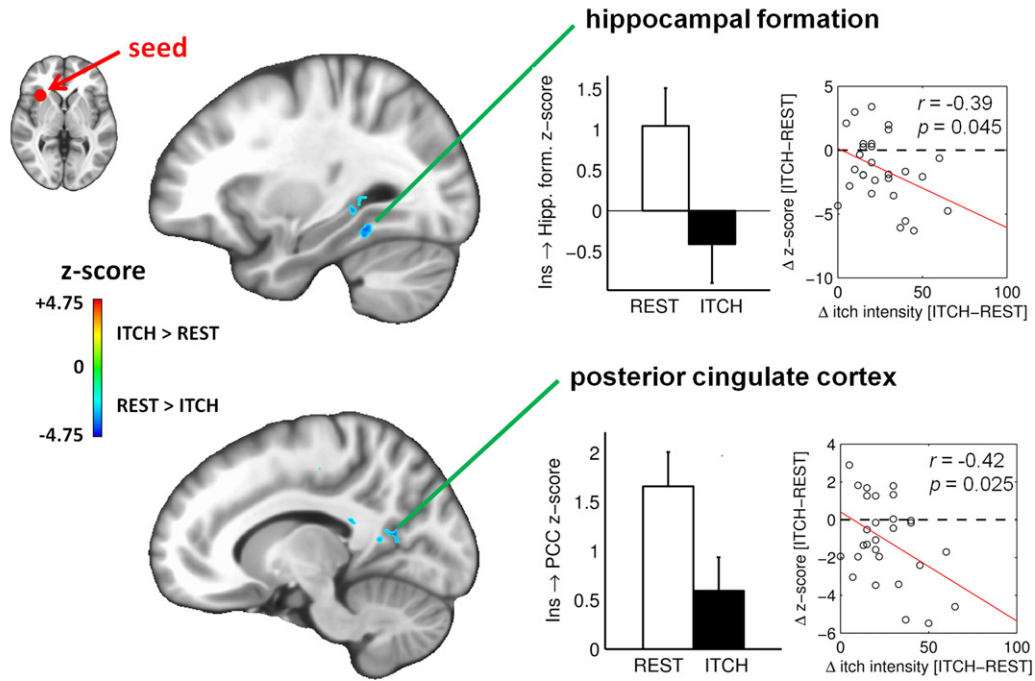 hippocampal formation
seed
z-score
+4.75
ITCH > REST
0
REST > ITCH
-4.75
Ins → Hipp. form. z-score
1.5
1
0.5
0
−0.5
REST ITCH
Δ z-score [ITCH−REST]
5
0
−5
−10
r = -0.39
p = 0.045
0 50 100
Δ itch intensity [ITCH−REST]
posterior cingulate cortex
Ins → PCC z-score
2
1.5
1
0.5
0
REST ITCH
Δ z-score [ITCH−REST]
4
2
0
−2
−4
−6
r = -0.42
p = 0.025
0 50 100
Δ itch intensity [ITCH−REST]